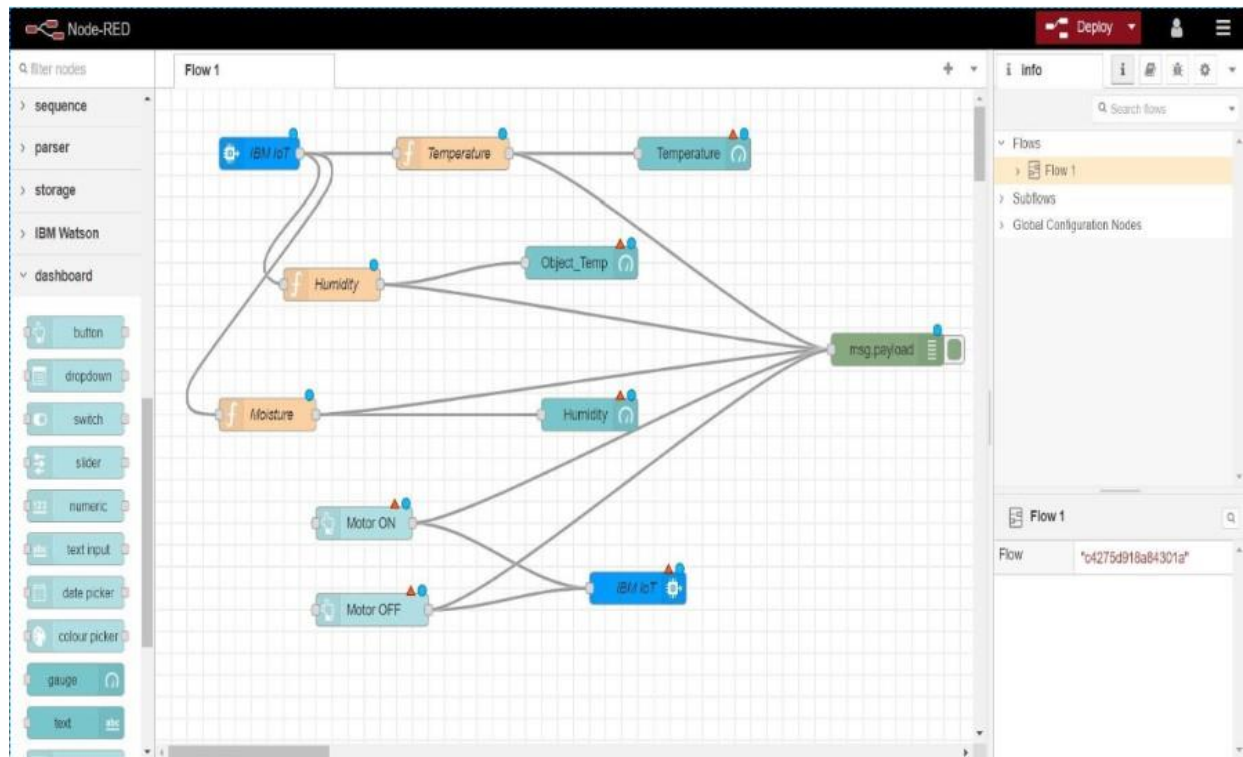 Node-RED
Deploy
filter nodes
sequence
parser
storage
IBM Watson
dashboard
button
dropdown
switch
slider
numeric
text input
date picker
colour picker
gauge
text
Flow 1
IBM IoT
Temperature
Temperature
Humidity
Object_Temp
msg.payload
Moisture
Humidity
Motor ON
Motor OFF
IBM IoT
info
Search flows
Flows
Flow 1
Subflows
Global Configuration Nodes
Flow 1
Flow "c4275d918a84301a"